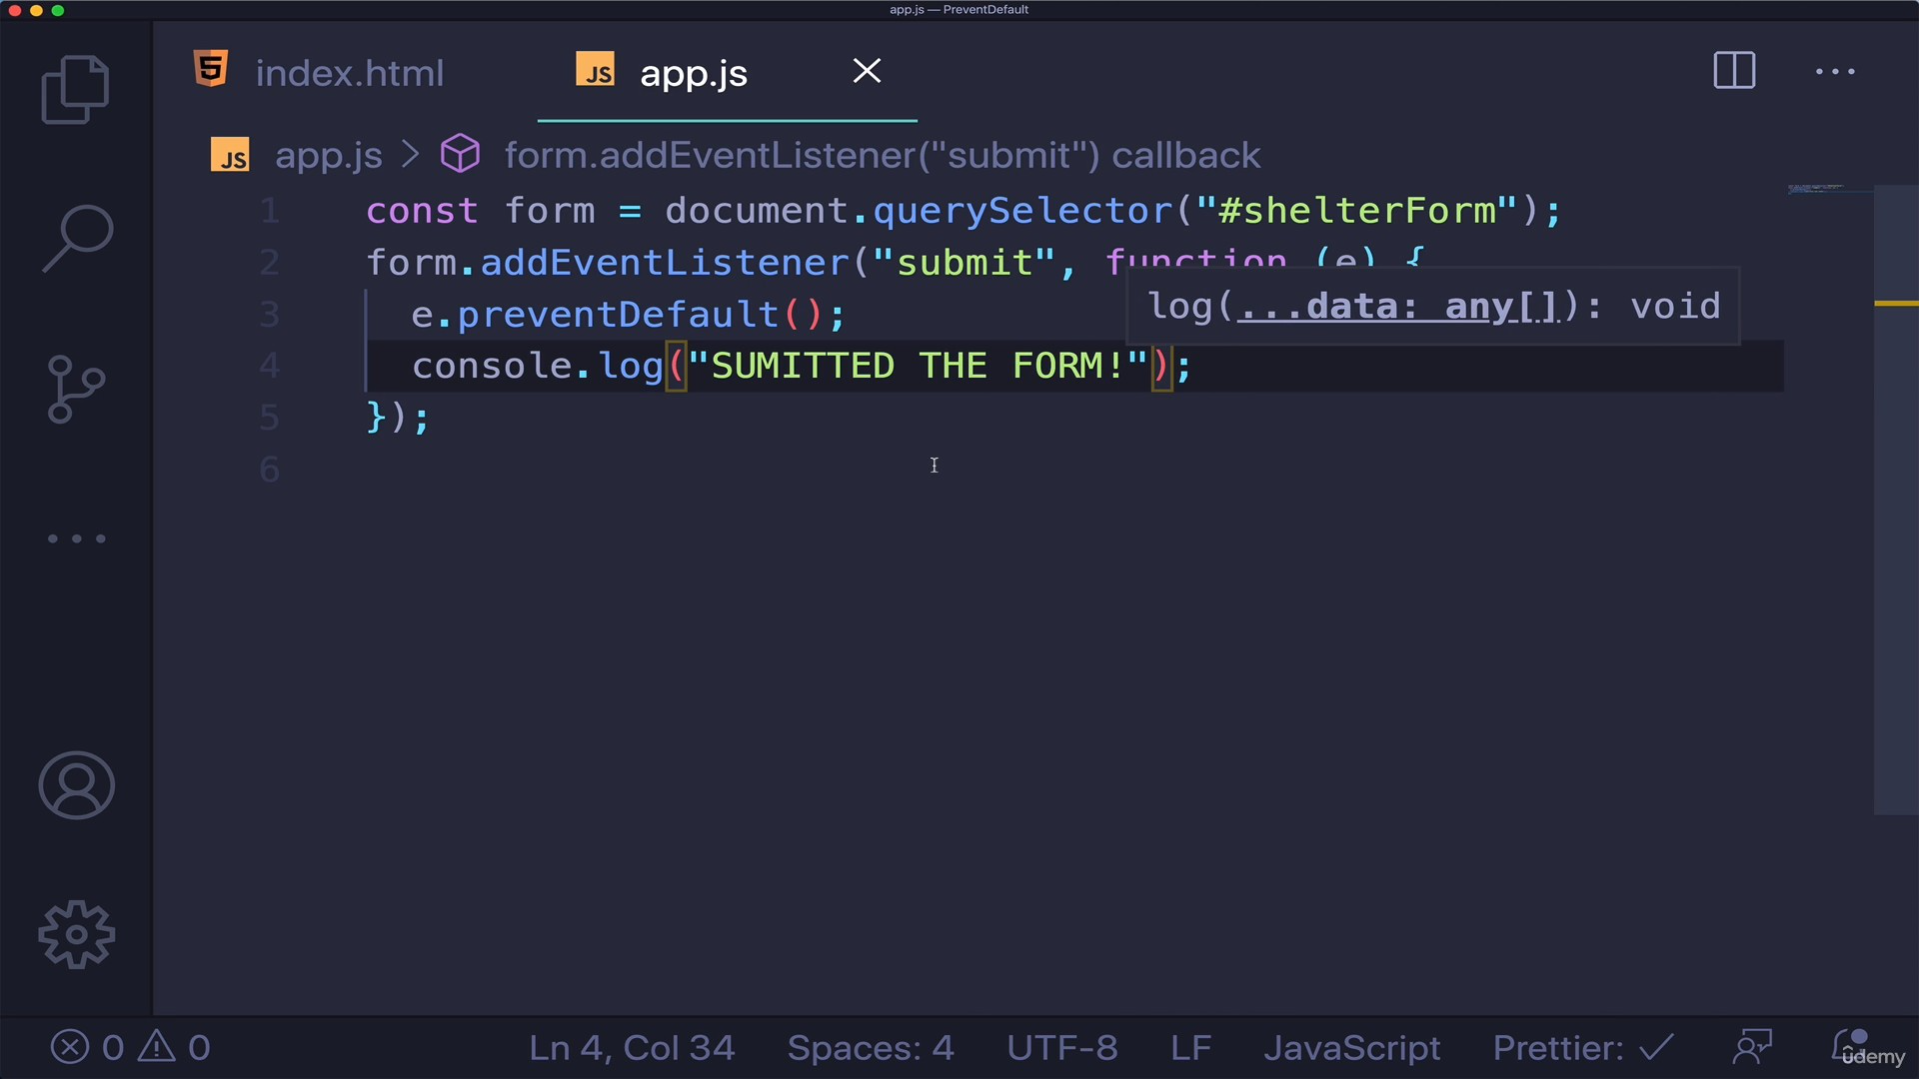 app.js — PreventDefault
index.html
JS app.js
JS app.js > form.addEventListener("submit") callback
1 const form = document.querySelector("#shelterForm");
2 form.addEventListener("submit", function (e) {
log(...data: any[]): void
3 e.preventDefault();
4 console.log("SUMITTED THE FORM!");
5 });
6
0 0 Ln 4, Col 34 Spaces: 4 UTF-8 LF JavaScript Prettier: ✓
udemy